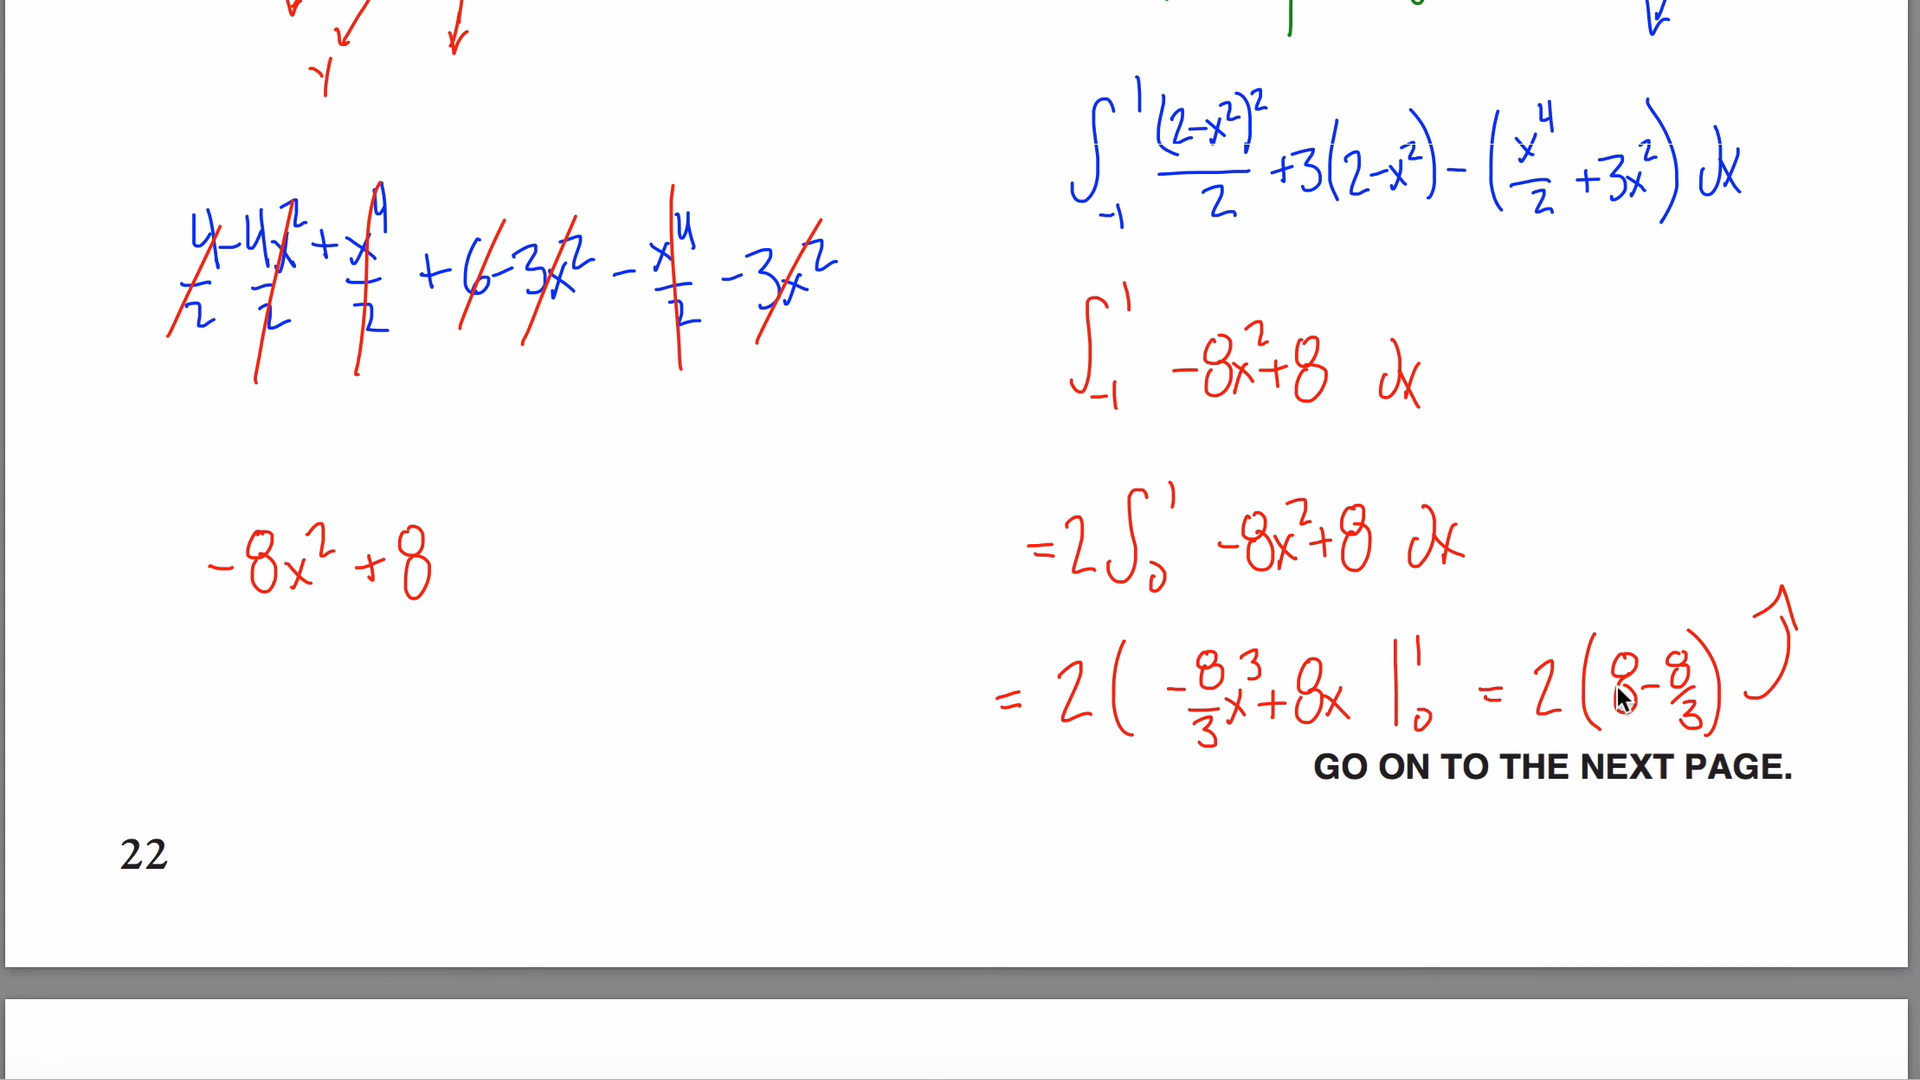 Y
∫_{-1}^{1} (2-x²)²/2 + 3(2-x²) - (x⁴/2 + 3x²) dx
4/2 - 4x²/2 + x⁴/2 + 6 - 3x² - x⁴/2 - 3x²
∫_{-1}^{1} -8x²+8 dx
= 2∫_{0}^{1} -8x²+8 dx
-8x² + 8
= 2( -8/3 x³ + 8x |_{0}^{1} = 2(8 - 8/3)
GO ON TO THE NEXT PAGE.
22